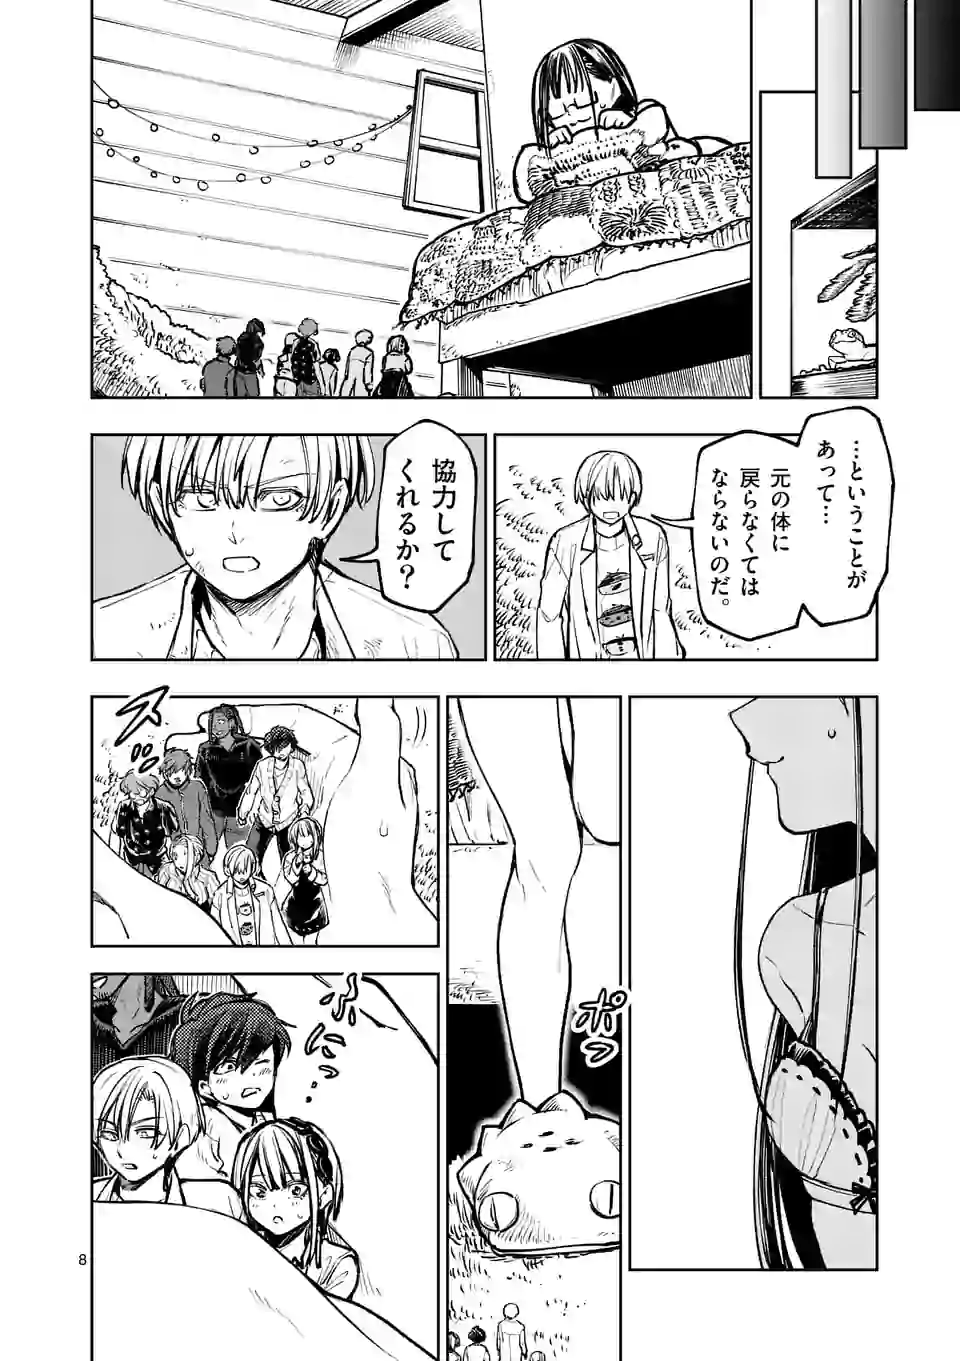 …ということが
あって…
元の体に
戻らなくては
ならないのだ。
協力して
くれるか？
ポっ
ズ
ふにっ…
8